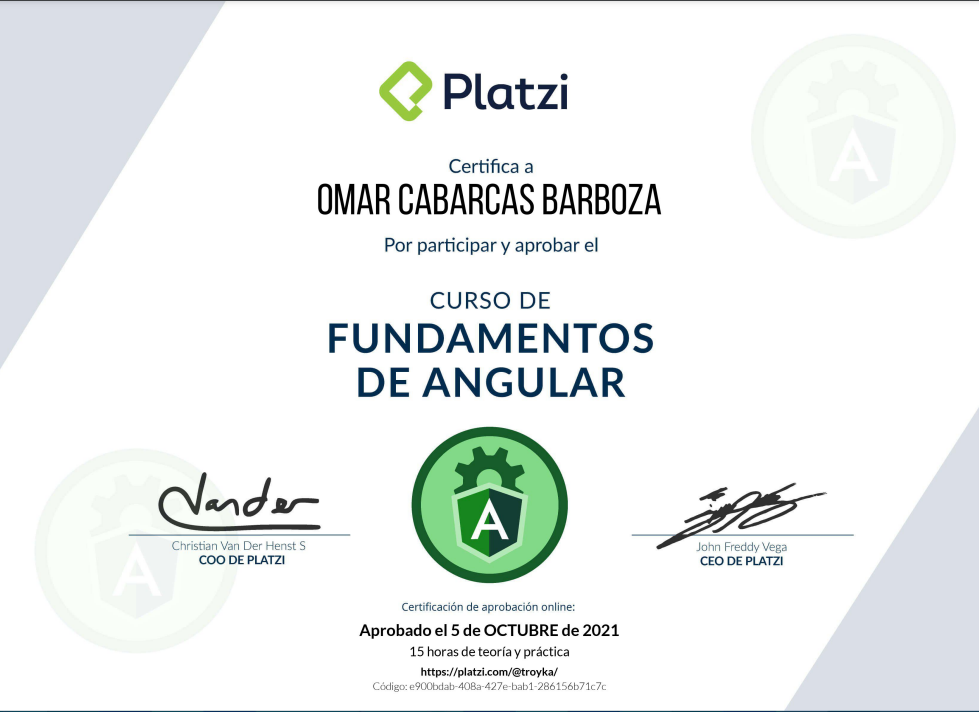 Platzi
Certifica a
OMAR CABARCAS BARBOZA
Por participar y aprobar el
CURSO DE
FUNDAMENTOS
DE ANGULAR
A
A
Vander
A
Christian Van Der Henst S
COO DE PLATZI
John Freddy Vega
CEO DE PLATZI
Certificación de aprobación online:
Aprobado el 5 de OCTUBRE de 2021
15 horas de teoría y práctica
https://platzi.com/@troyka/
Código: e900bdab-408a-427e-bab1-286156b71c7c